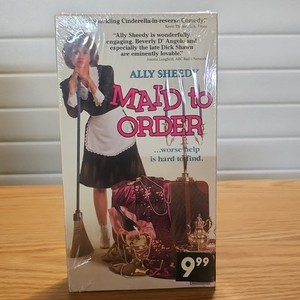 Cinderella-in-reverse Comedy."
"Ally Sheedy is wonderfully
engaging. Beverly D'Angelo and
especially the late Dick Shawn
are eminently lovable."
ALLY SHEEDY
MAID to
ORDER
...worse help
is hard to find.
9.99